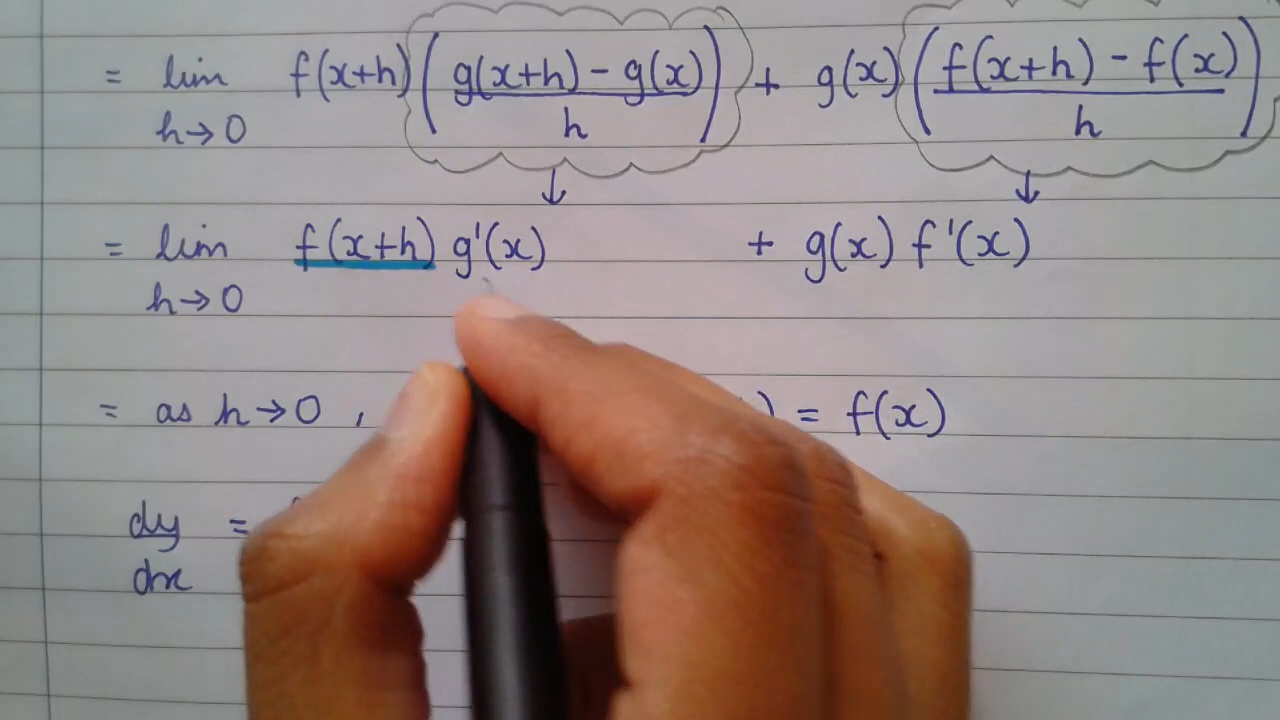 = lim f(x+h) (g(x+h) - g(x) / h) + g(x) (f(x+h) - f(x) / h)
h→0
↓ ↓
= lim f(x+h) g'(x) + g(x) f'(x)
h→0
= as h→0 , ) = f(x)
dy =
dx